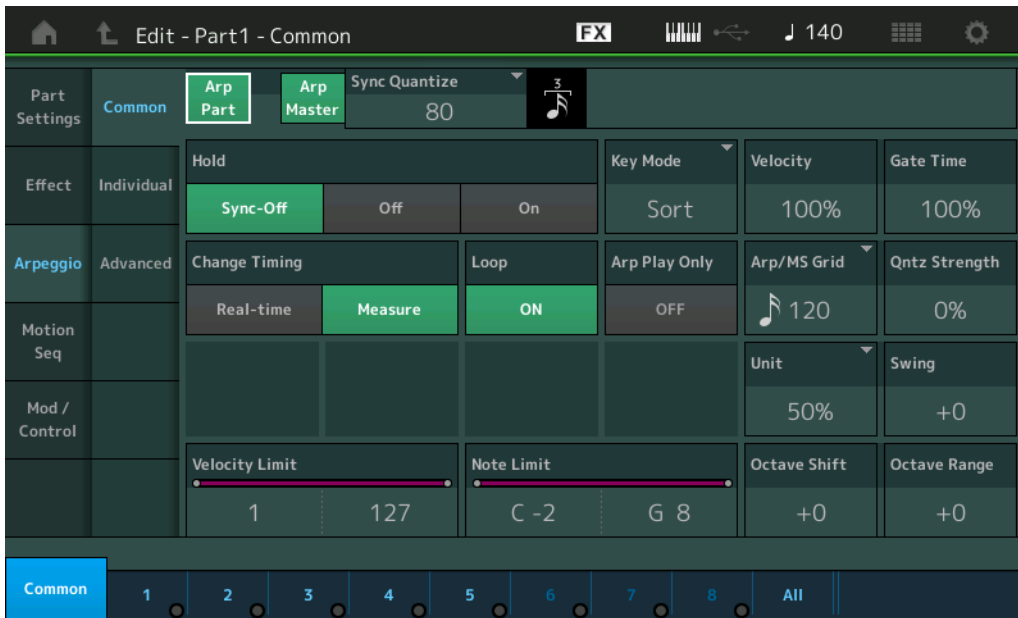 Edit - Part1 - Common
FX
140
Part
Settings
Common
Arp
Part
Arp
Master
Sync Quantize
80
3
Effect
Individual
Hold
Sync-Off
Off
On
Key Mode
Sort
Velocity
100%
Gate Time
100%
Arpeggio
Advanced
Change Timing
Real-time
Measure
Loop
ON
Arp Play Only
OFF
Arp/MS Grid
120
Qntz Strength
0%
Motion
Seq
Unit
50%
Swing
+0
Mod /
Control
Velocity Limit
1
127
Note Limit
C -2
G 8
Octave Shift
+0
Octave Range
+0
Common
1
2
3
4
5
6
7
8
All